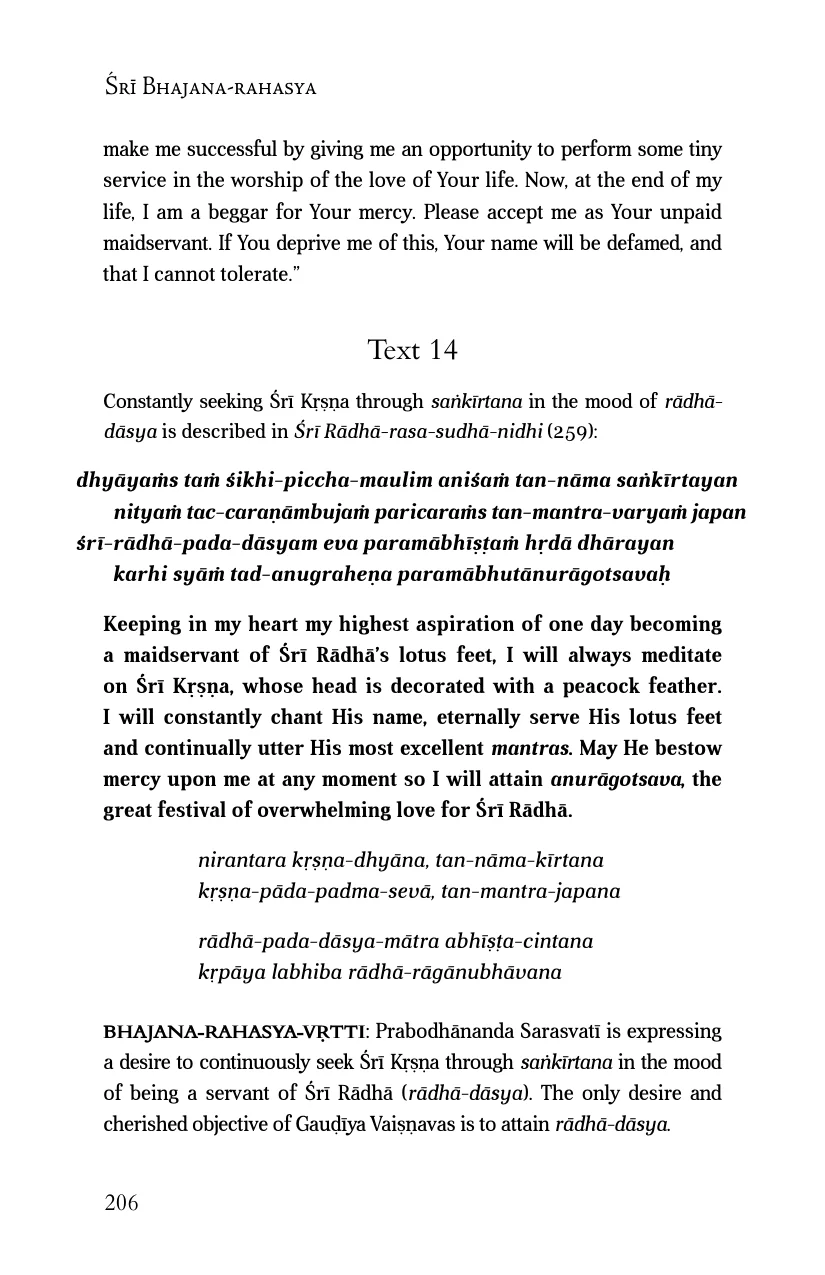 Śrī Bhajana-rahasya
make me successful by giving me an opportunity to perform some tiny
service in the worship of the love of Your life. Now, at the end of my
life, I am a beggar for Your mercy. Please accept me as Your unpaid
maidservant. If You deprive me of this, Your name will be defamed, and
that I cannot tolerate.”
Text 14
Constantly seeking Śrī Kṛṣṇa through saṅkīrtana in the mood of rādhā-
dāsya is described in Śrī Rādhā-rasa-sudhā-nidhi (259):
dhyāyaṁs taṁ śikhi-piccha-maulim aniśaṁ tan-nāma saṅkīrtayan
nityaṁ tac-caraṇāmbujaṁ paricaraṁs tan-mantra-varyaṁ japan
śrī-rādhā-pada-dāsyam eva paramābhīṣṭaṁ hṛdā dhārayan
karhi syāṁ tad-anugraheṇa paramābhutānurāgotsavaḥ
Keeping in my heart my highest aspiration of one day becoming
a maidservant of Śrī Rādhā’s lotus feet, I will always meditate
on Śrī Kṛṣṇa, whose head is decorated with a peacock feather.
I will constantly chant His name, eternally serve His lotus feet
and continually utter His most excellent mantras. May He bestow
mercy upon me at any moment so I will attain anurāgotsava, the
great festival of overwhelming love for Śrī Rādhā.
nirantara kṛṣṇa-dhyāna, tan-nāma-kīrtana
kṛṣṇa-pāda-padma-sevā, tan-mantra-japana
rādhā-pada-dāsya-mātra abhīṣṭa-cintana
kṛpāya labhiba rādhā-rāgānubhāvana
BHAJANA-RAHASYA-VṚTTI: Prabodhānanda Sarasvatī is expressing
a desire to continuously seek Śrī Kṛṣṇa through saṅkīrtana in the mood
of being a servant of Śrī Rādhā (rādhā-dāsya). The only desire and
cherished objective of Gauḍīya Vaiṣṇavas is to attain rādhā-dāsya.
206